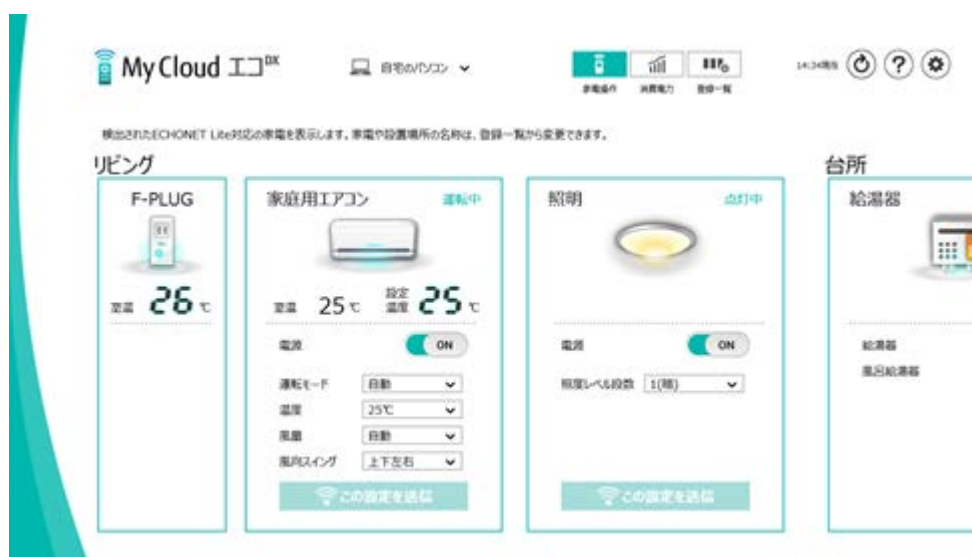 My Cloud エコDX
自宅のパソコン
家電操作
消費電力
登録一覧
14:24現在
検出されたECHONET Lite対応の家電を表示します。家電や設置場所の名称は、登録一覧から変更できます。
リビング
台所
F-PLUG
室温 26 ℃
家庭用エアコン 運転中
室温 25 ℃ 設定温度 25 ℃
電源 ON
運転モード 自動
温度 25℃
風量 自動
風向スイング 上下左右
この設定を送信
照明 点灯中
電源 ON
照度レベル段数 1(暗)
この設定を送信
給湯器
給湯器
風呂給湯器